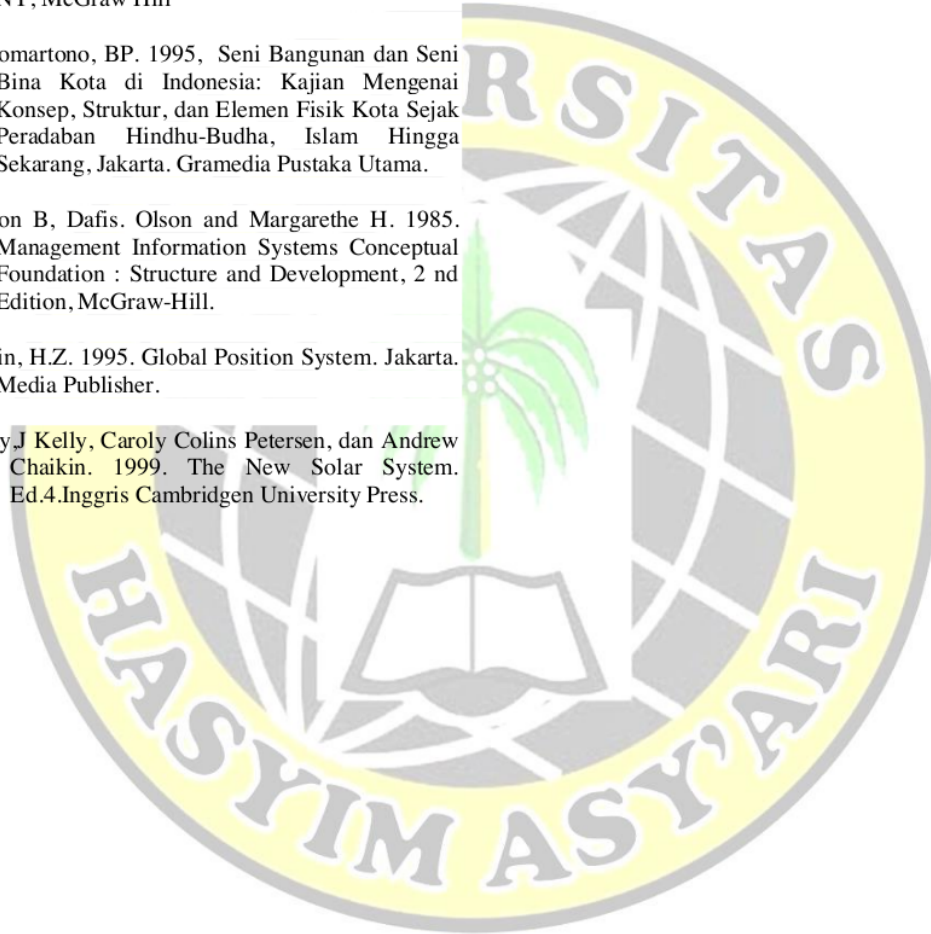 NY, McGraw Hill
omartono, BP. 1995, Seni Bangunan dan Seni
Bina Kota di Indonesia: Kajian Mengenai
Konsep, Struktur, dan Elemen Fisik Kota Sejak
Peradaban Hindhu-Budha, Islam Hingga
Sekarang, Jakarta. Gramedia Pustaka Utama.
on B, Dafis. Olson and Margarethe H. 1985.
Management Information Systems Conceptual
Foundation : Structure and Development, 2 nd
Edition, McGraw-Hill.
in, H.Z. 1995. Global Position System. Jakarta.
Media Publisher.
y,J Kelly, Caroly Colins Petersen, dan Andrew
Chaikin. 1999. The New Solar System.
Ed.4.Inggris Cambridgen University Press.
RSITAS
HASYIM ASY'ARI